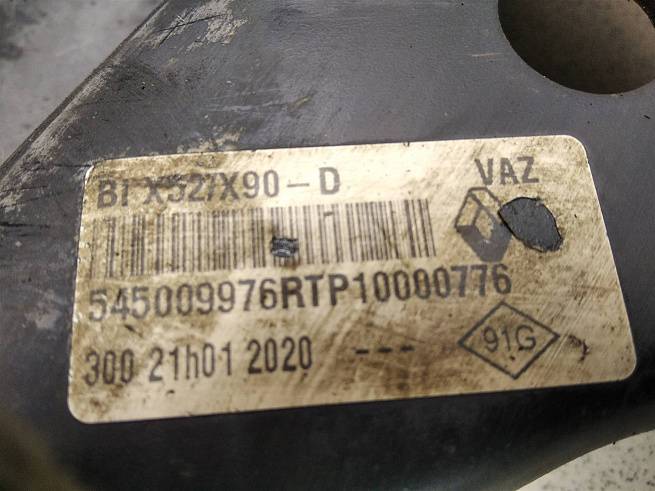 BI X52/X90-D VAZ
545009976RTP10000776
300 21h01 2020 ---
91G